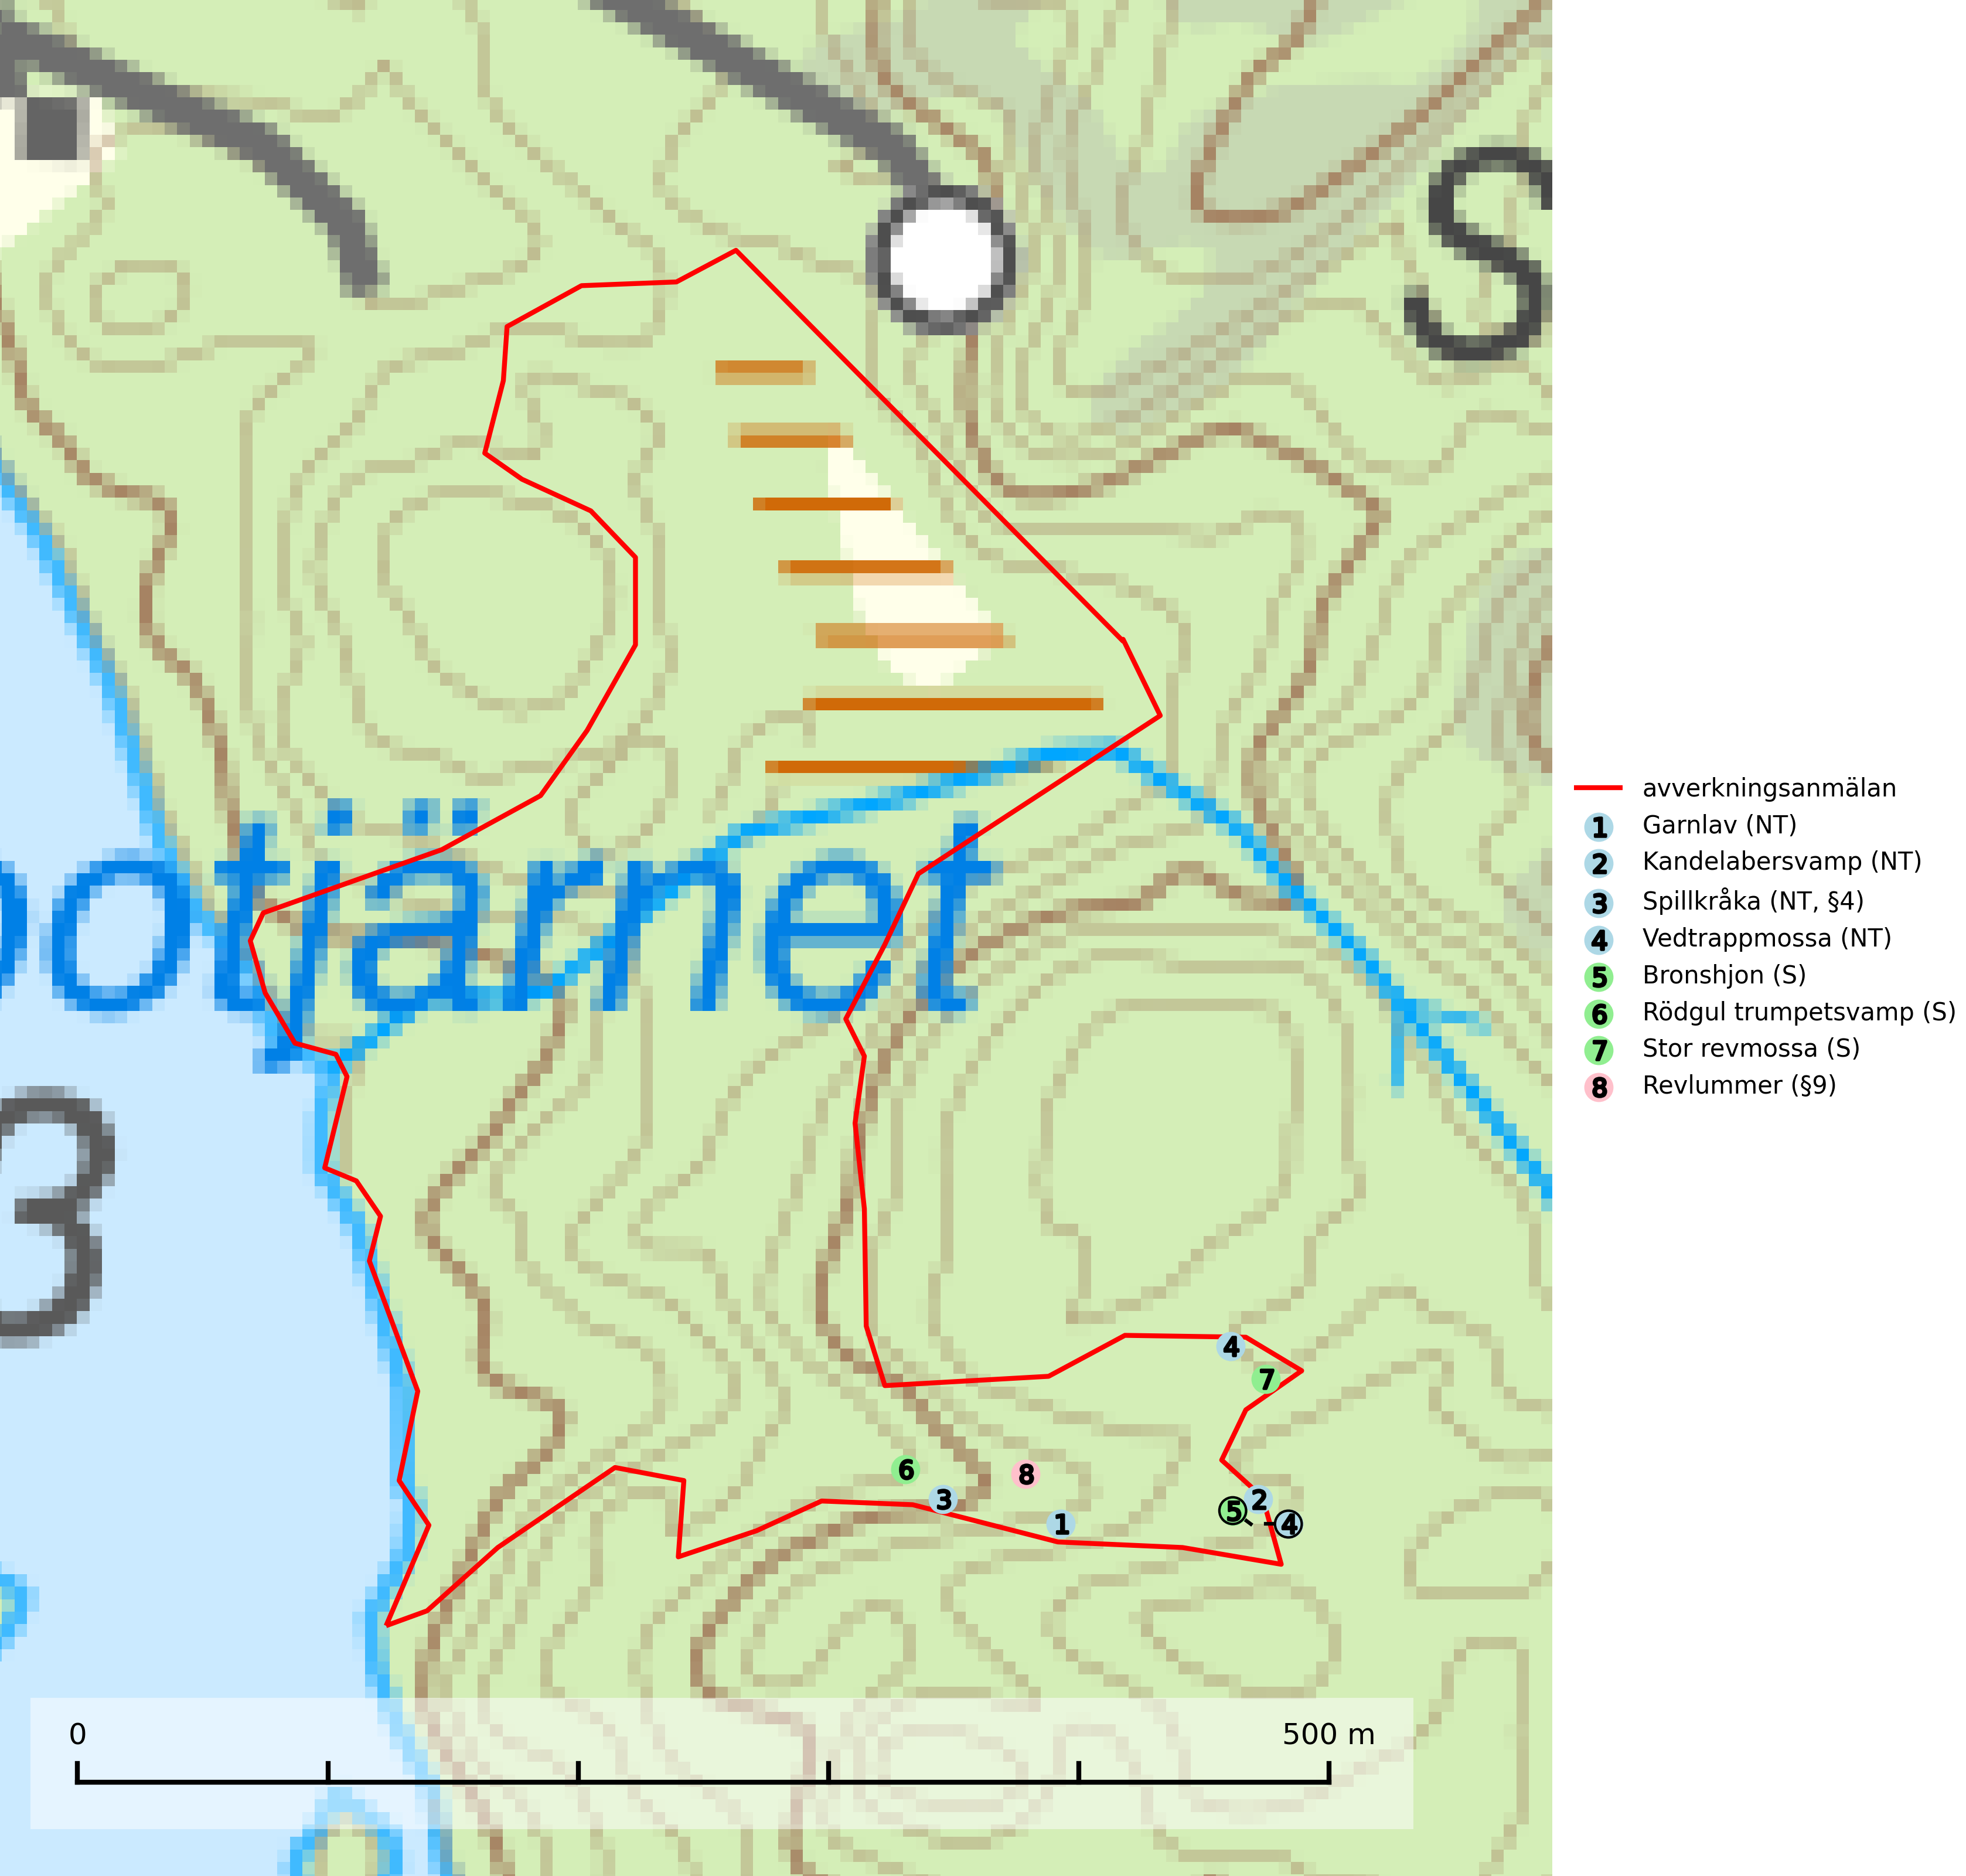 S
otjärnet
3
4
7
6
8
3
2
1
5
4
0
500 m
avverkningsanmälan
1 Garnlav (NT)
2 Kandelabersvamp (NT)
3 Spillkråka (NT, §4)
4 Vedtrappmossa (NT)
5 Bronshjon (S)
6 Rödgul trumpetsvamp (S)
7 Stor revmossa (S)
8 Revlummer (§9)